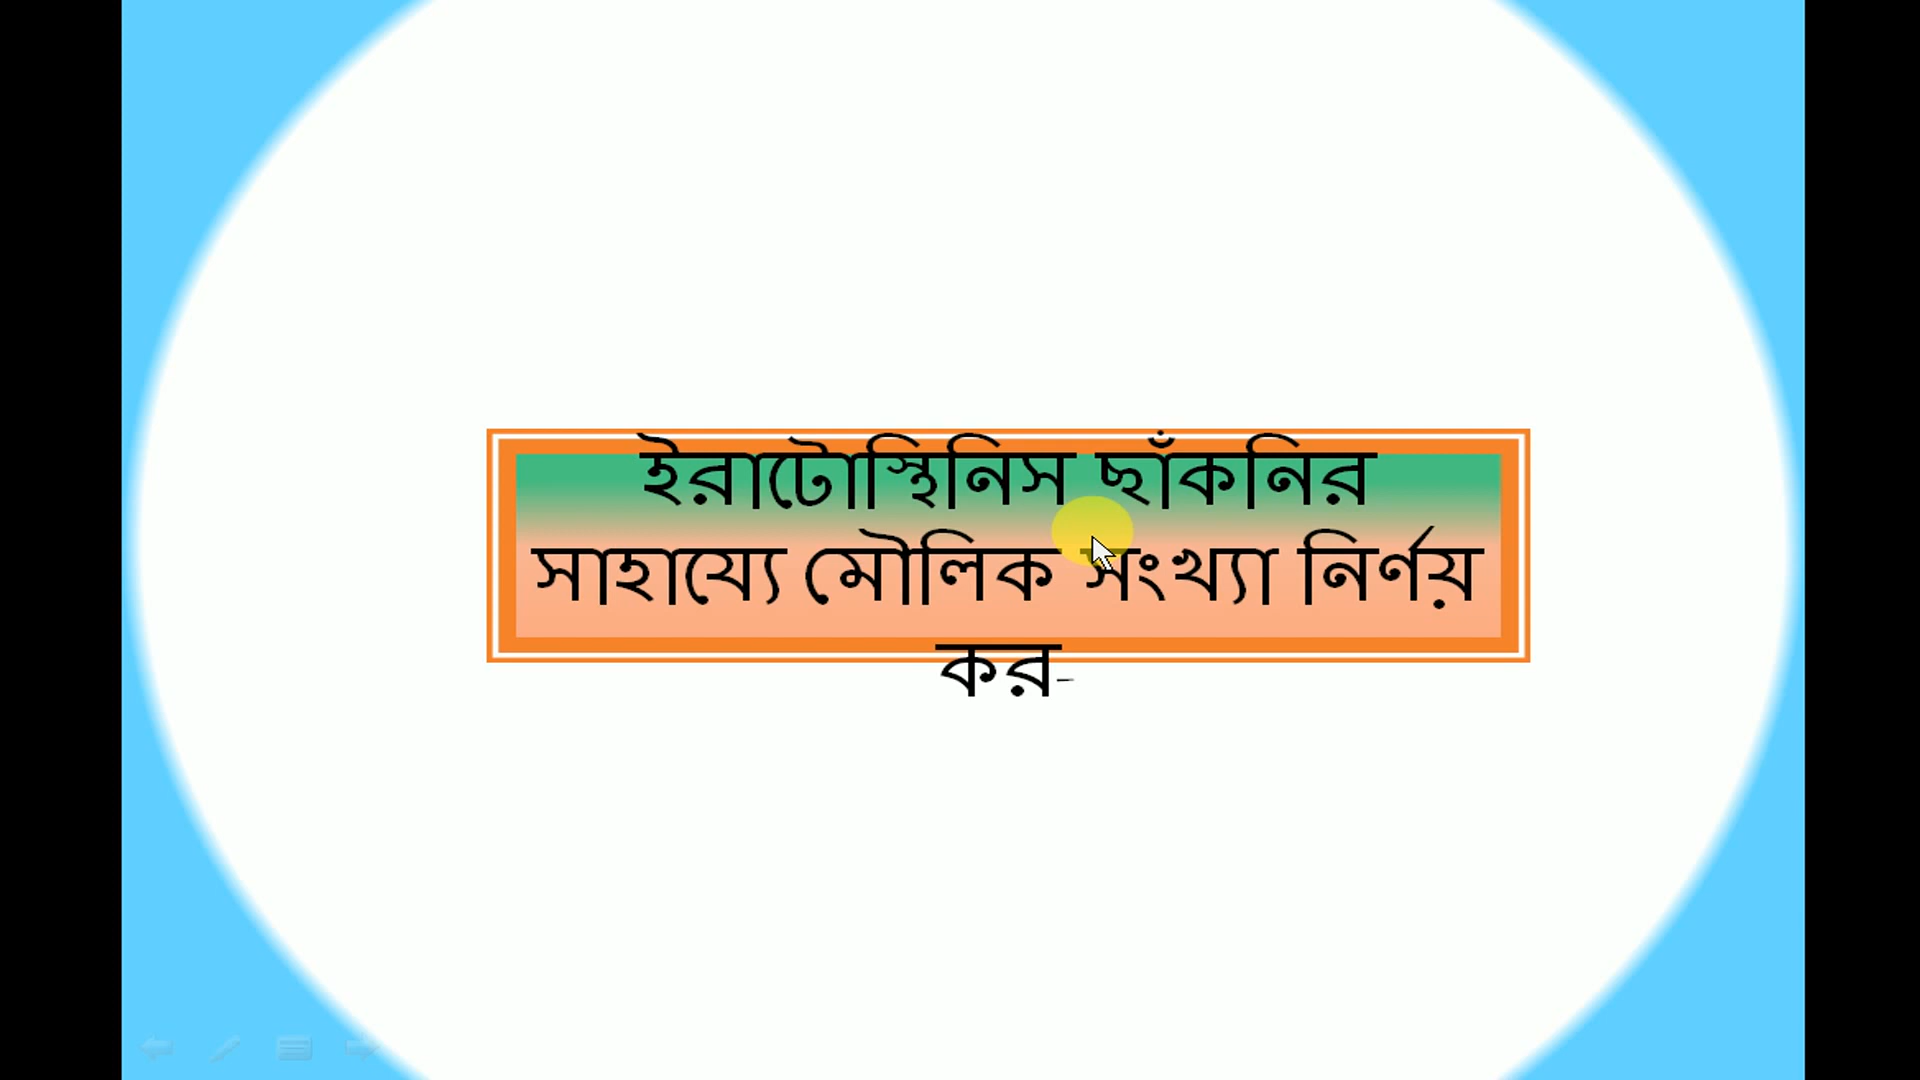 ইরাটোস্থিনিস ছাঁকনির
সাহায্যে মৌলিক সংখ্যা নির্ণয়
কর-